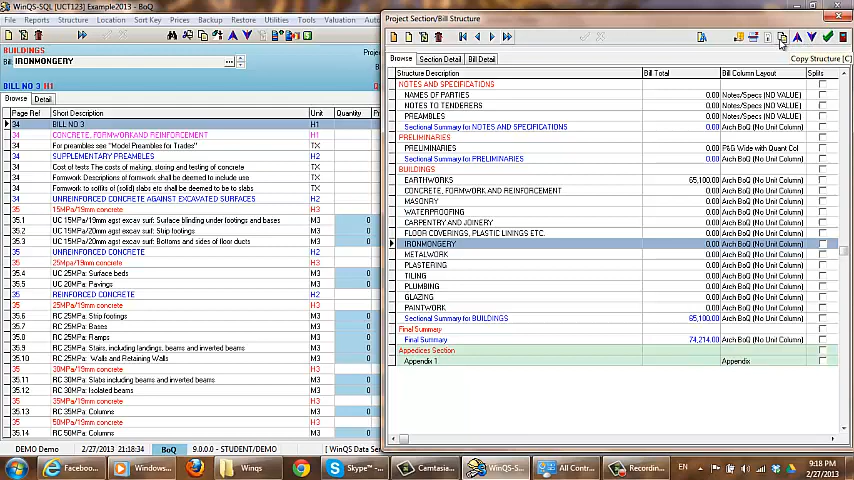 WinQS-SQL [UCT123] Example2013 - BoQ
File Reports Structure Location Sort Keys Price Backup Restore Options Tools Valuation
BUILDINGS
Bill: IRONMONGERY
BILL NO 3 H1
Browse Detail
Page Ref Short Description Unit Quantity
34 BILL NO 3 H1
34 CONCRETE, FORMWORKAND REINFORCEMENT H1
34 For preambles see "Model Preambles for Trades" TX
34 SUPPLEMENTARY PREAMBLES H2
34 Cost of tests The costs of making, storing and testing of concrete TX
34 Formwork Descriptions of formwork shall be deemed to include use TX
34 Formwork to soffits of (solid) slabs etc shall be deemed to be to slabs TX
34 UNREINFORCED CONCRETE AGAINST EXCAVATED SURFACES H2
34 15MPa/19mm concrete H3
35.1 UC 15MPa/19mm agst excav surf: Surface blinding under footings and bases M3 0
35.2 UC 15MPa/19mm agst excav surf: Strip footings M3 0
35.3 UC 15MPa/19mm agst excav surf: Bottoms and sides of floor ducts M3 0
35 UNREINFORCED CONCRETE H2
35 25Mpa/19mm concrete H3
35.4 UC 25MPa: Surface beds M3 0
35.5 UC 20MPa: Pavings M3 0
35 REINFORCED CONCRETE H2
35 25MPa/19mm concrete H3
35.6 RC 25MPa: Strip footings M3 0
35.7 RC 25MPa: Bases M3 0
35.8 RC 25MPa: Ramps M3 0
35.9 RC 25MPa: Stairs, including landings, beams and inverted beams M3 0
35.10 RC 25MPa: Walls and Retaining Walls M3 0
35 30MPa/19mm concrete H3
35.11 RC 30MPa: Slabs including beams and inverted beams M3 0
35.12 RC 30MPa: Isolated beams M3 0
35 35MPa/19mm concrete H3
35.13 RC 35MPa: Columns M3 0
35 50MPa/19mm concrete H3
35.14 RC 50MPa: Columns M3 0
DEMO Demo 2/27/2013 21:18:34 BoQ 9.0.0.0 - STUDENT/DEMO [ WinQS Data Ser
Project Section/Bill Structure
Copy Structure [C]
Browse Section Detail Bill Detail
Structure Description Bill Total Bill Column Layout Splits
NOTES AND SPECIFICATIONS
NAMES OF PARTIES 0.00 Notes/Specs (NO VALUE)
NOTES TO TENDERERS 0.00 Notes/Specs (NO VALUE)
PREAMBLES 0.00 Notes/Specs (NO VALUE)
Sectional Summary for NOTES AND SPECIFICATIONS 0.00 Arch BoQ (No Unit Column)
PRELIMINARIES
PRELIMINARIES 0.00 P&G Wide with Quant Col
Sectional Summary for PRELIMINARIES 0.00 Arch BoQ (No Unit Column)
BUILDINGS
EARTHWORKS 65,100.00 Arch BoQ (No Unit Column)
CONCRETE, FORMWORK AND REINFORCEMENT 0.00 Arch BoQ (No Unit Column)
MASONRY 0.00 Arch BoQ (No Unit Column)
WATERPROOFING 0.00 Arch BoQ (No Unit Column)
CARPENTRY AND JOINERY 0.00 Arch BoQ (No Unit Column)
FLOOR COVERINGS, PLASTIC LININGS ETC. 0.00 Arch BoQ (No Unit Column)
IRONMONGERY 0.00 Arch BoQ (No Unit Column)
METALWORK 0.00 Arch BoQ (No Unit Column)
PLASTERING 0.00 Arch BoQ (No Unit Column)
TILING 0.00 Arch BoQ (No Unit Column)
PLUMBING 0.00 Arch BoQ (No Unit Column)
GLAZING 0.00 Arch BoQ (No Unit Column)
PAINTWORK 0.00 Arch BoQ (No Unit Column)
Sectional Summary for BUILDINGS 65,100.00 Arch BoQ (No Unit Column)
Final Summary
Final Summary 74,214.00 Arch BoQ (No Unit Column)
Appedices Section
Appendix 1 Appendix
Facebo... Windows... Winqs Skype™ -... Camtasia... WinQS-S... All Contr... Recordin... EN 9:18 PM
2/27/2013